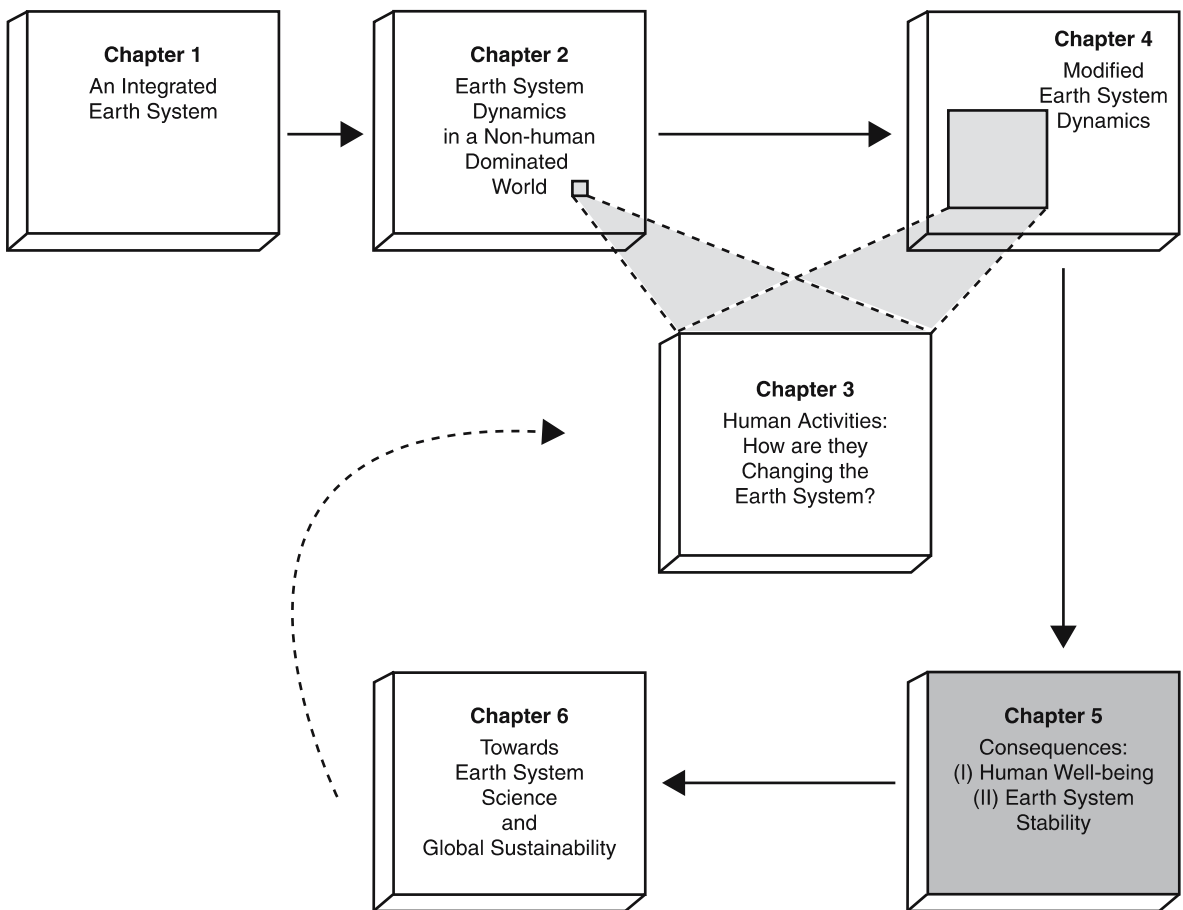 Chapter 1
An Integrated
Earth System
Chapter 2
Earth System
Dynamics
in a Non-human
Dominated
World
Chapter 4
Modified
Earth System
Dynamics
Chapter 3
Human Activities:
How are they
Changing the
Earth System?
Chapter 6
Towards
Earth System
Science
and
Global Sustainability
Chapter 5
Consequences:
(I) Human Well-being
(II) Earth System
Stability